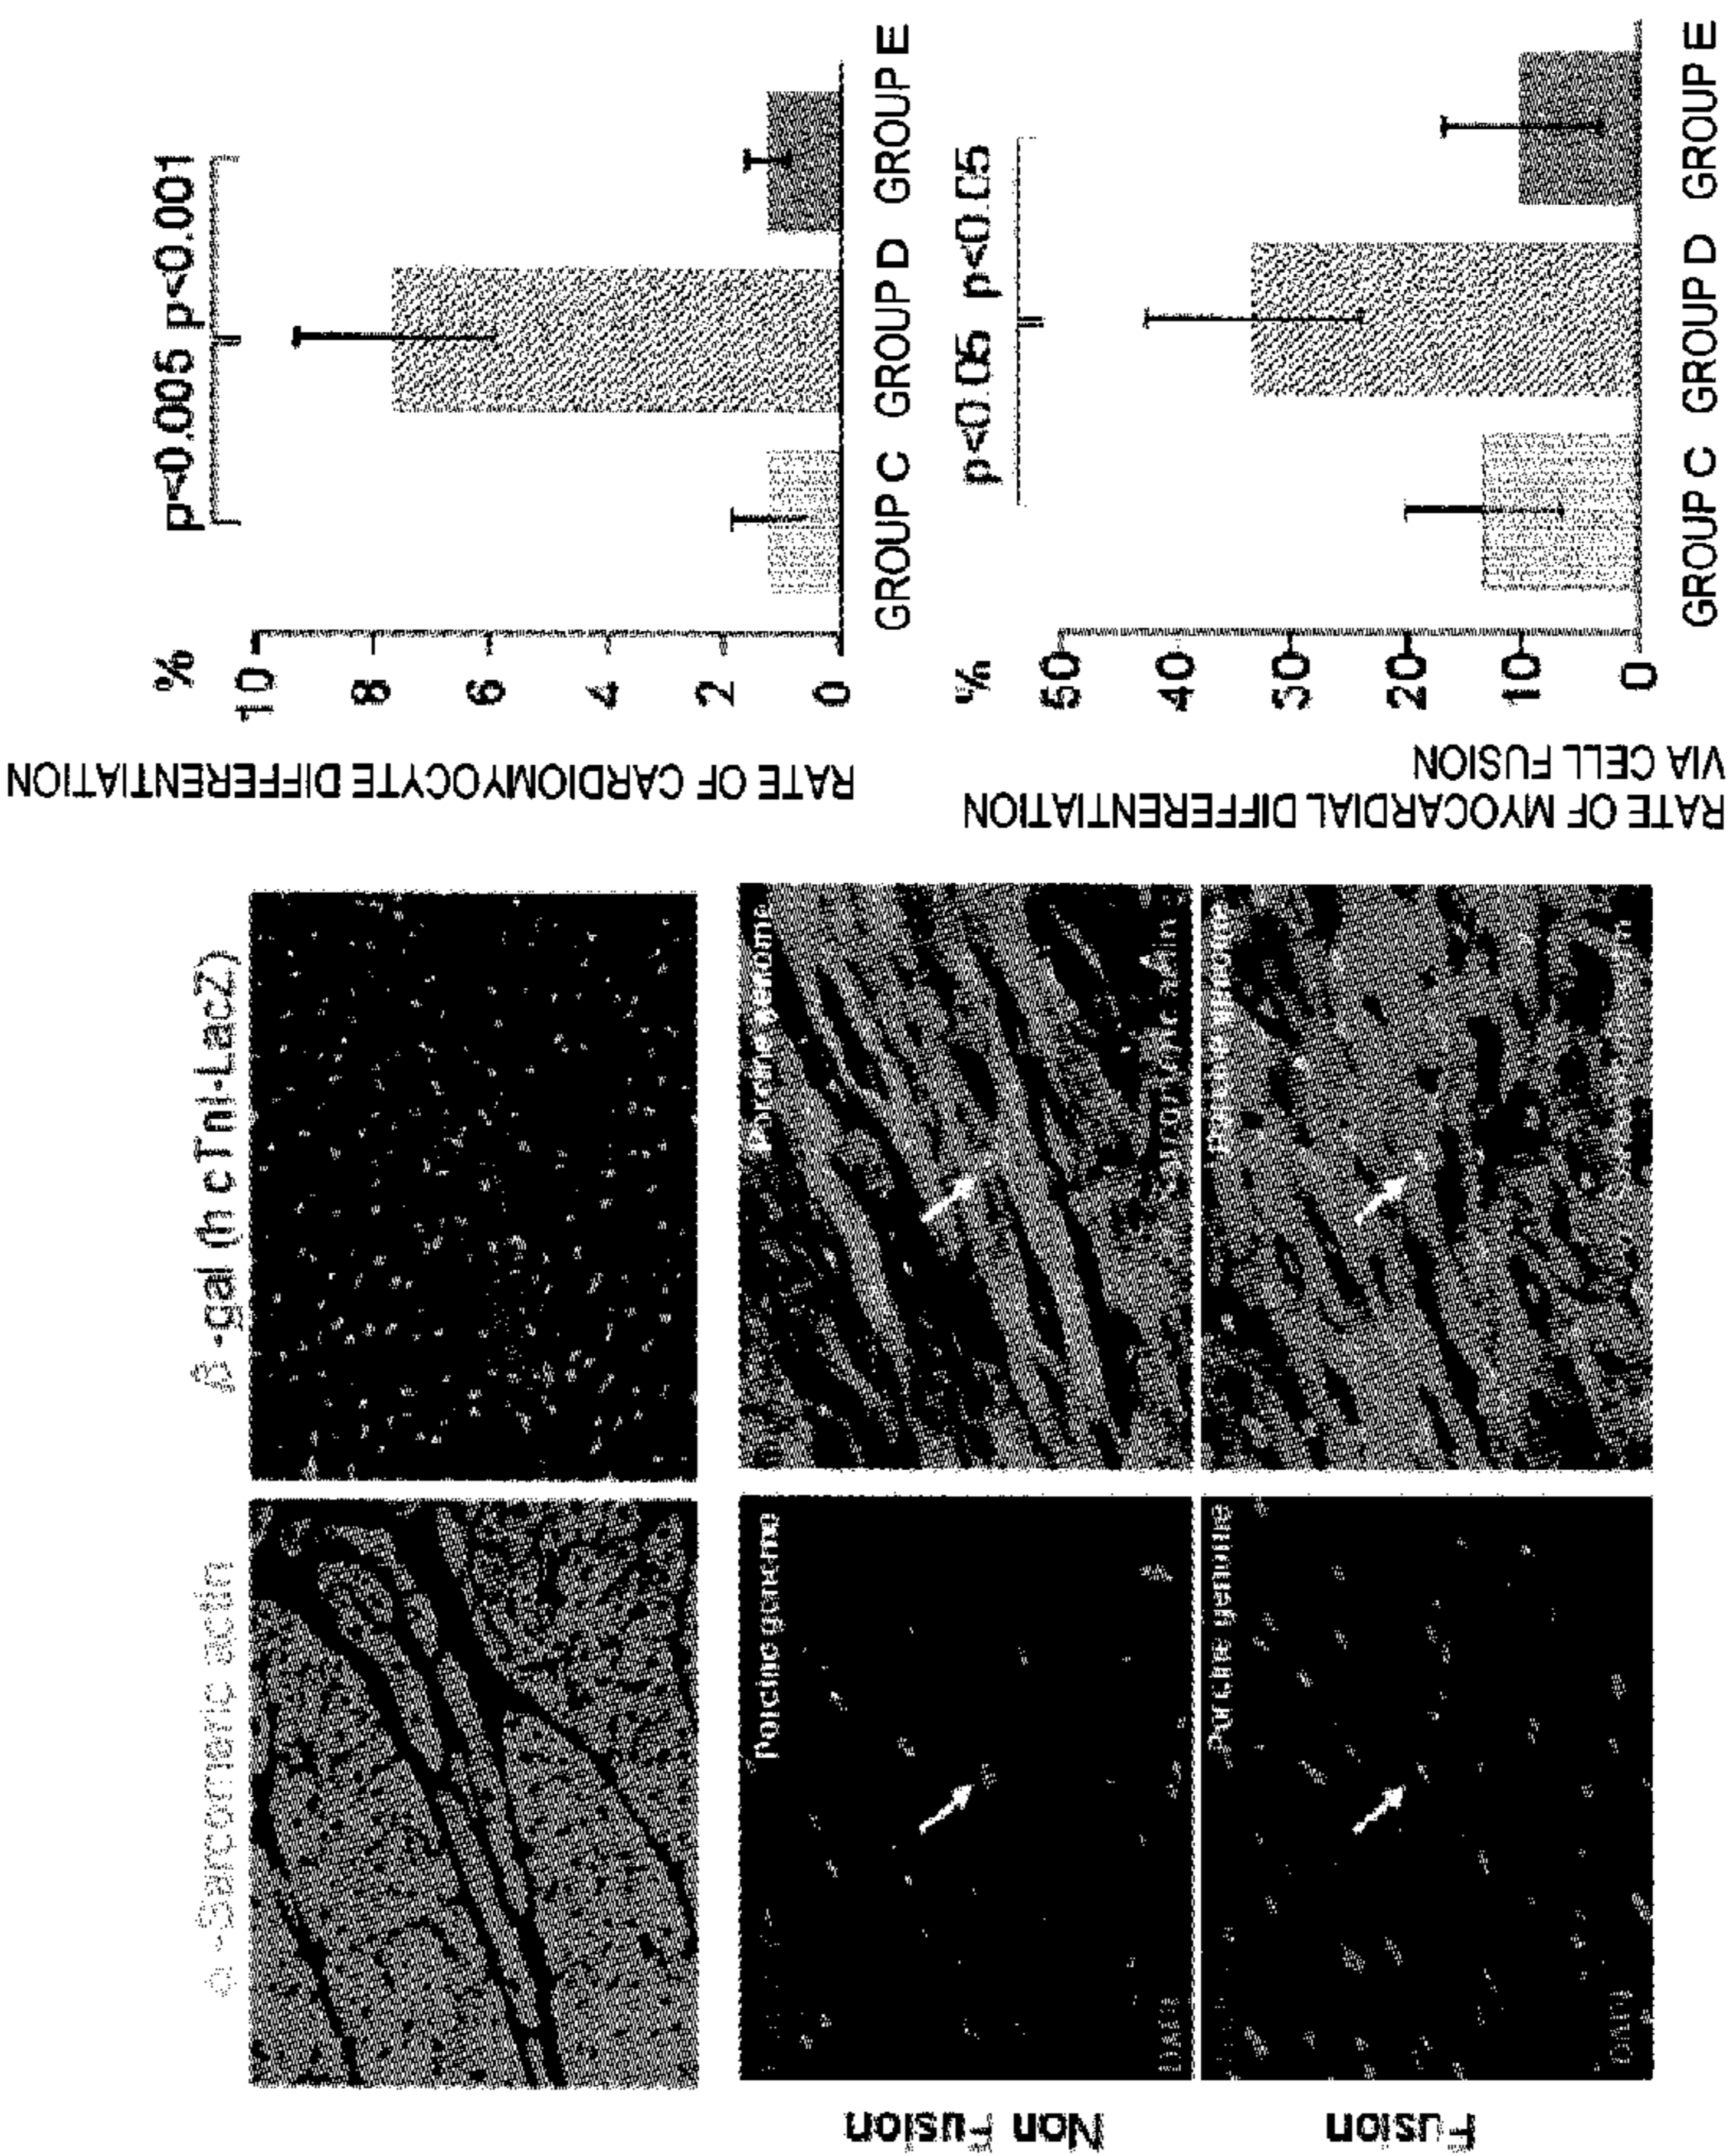 α-Sarcomeric actin
β-gal (h cTnI-LacZ)
Non Fusion
Fusion
Porcine genome
DAPI
Porcine genome
Porcine genome
DAPI
Porcine genome
RATE OF CARDIOMYOCYTE DIFFERENTIATION
%
10
8
6
4
2
0
p<0.005 p<0.001
GROUP C GROUP D GROUP E
RATE OF MYOCARDIAL DIFFERENTIATION
VIA CELL FUSION
%
50
40
30
20
10
0
p<0.05 p<0.05
GROUP C GROUP D GROUP E